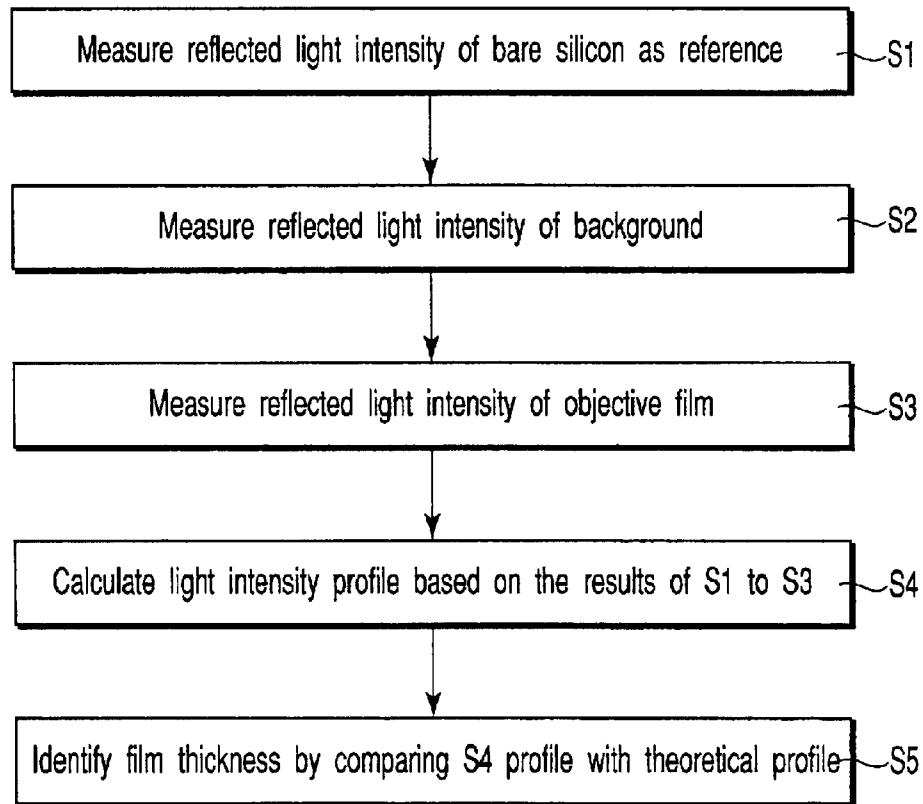 Measure reflected light intensity of bare silicon as reference
S1
Measure reflected light intensity of background
S2
Measure reflected light intensity of objective film
S3
Calculate light intensity profile based on the results of S1 to S3
S4
Identify film thickness by comparing S4 profile with theoretical profile
S5